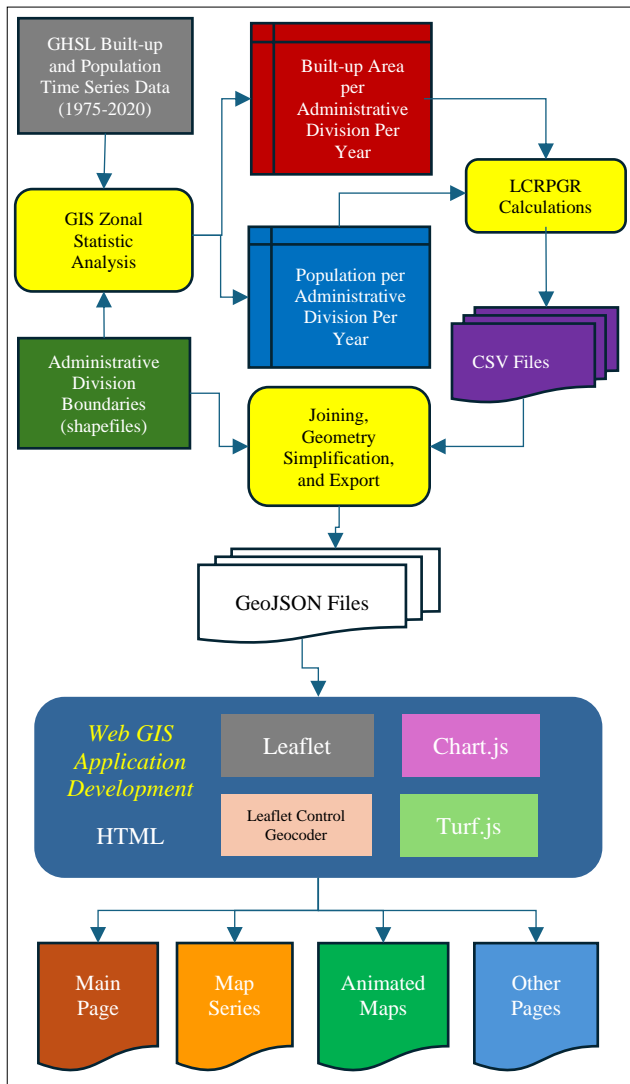 GHSL Built-up
and Population
Time Series Data
(1975-2020)
Built-up Area
per
Administrative
Division Per
Year
LCRPGR
Calculations
GIS Zonal
Statistic
Analysis
Population per
Administrative
Division Per
Year
CSV Files
Administrative
Division
Boundaries
(shapefiles)
Joining,
Geometry
Simplification,
and Export
GeoJSON Files
Web GIS
Application
Development
HTML
Leaflet
Chart.js
Leaflet Control
Geocoder
Turf.js
Main
Page
Map
Series
Animated
Maps
Other
Pages